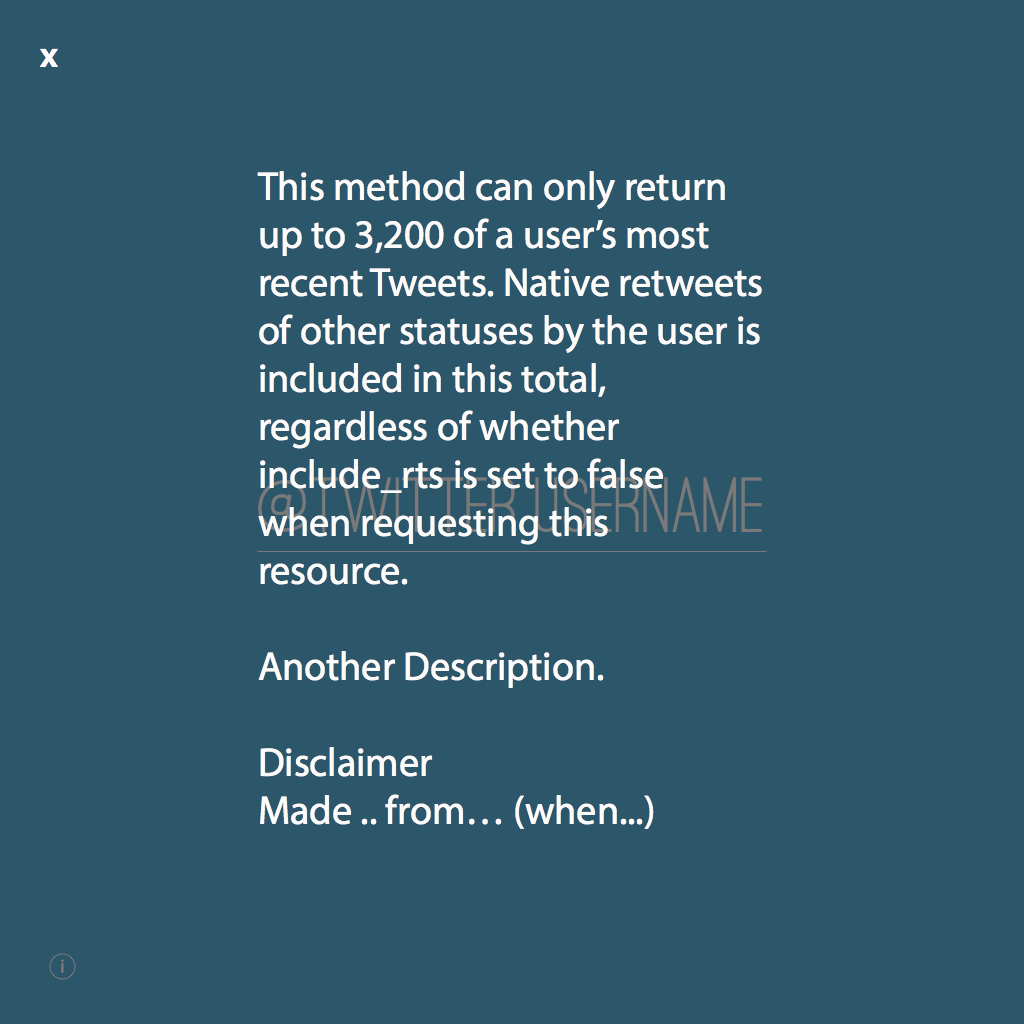 x
This method can only return
up to 3,200 of a user’s most
recent Tweets. Native retweets
of other statuses by the user is
included in this total,
regardless of whether
include_rts is set to false
@TWITTER USERNAME
when requesting this
resource.
Another Description.
Disclaimer
Made .. from… (when...)
i